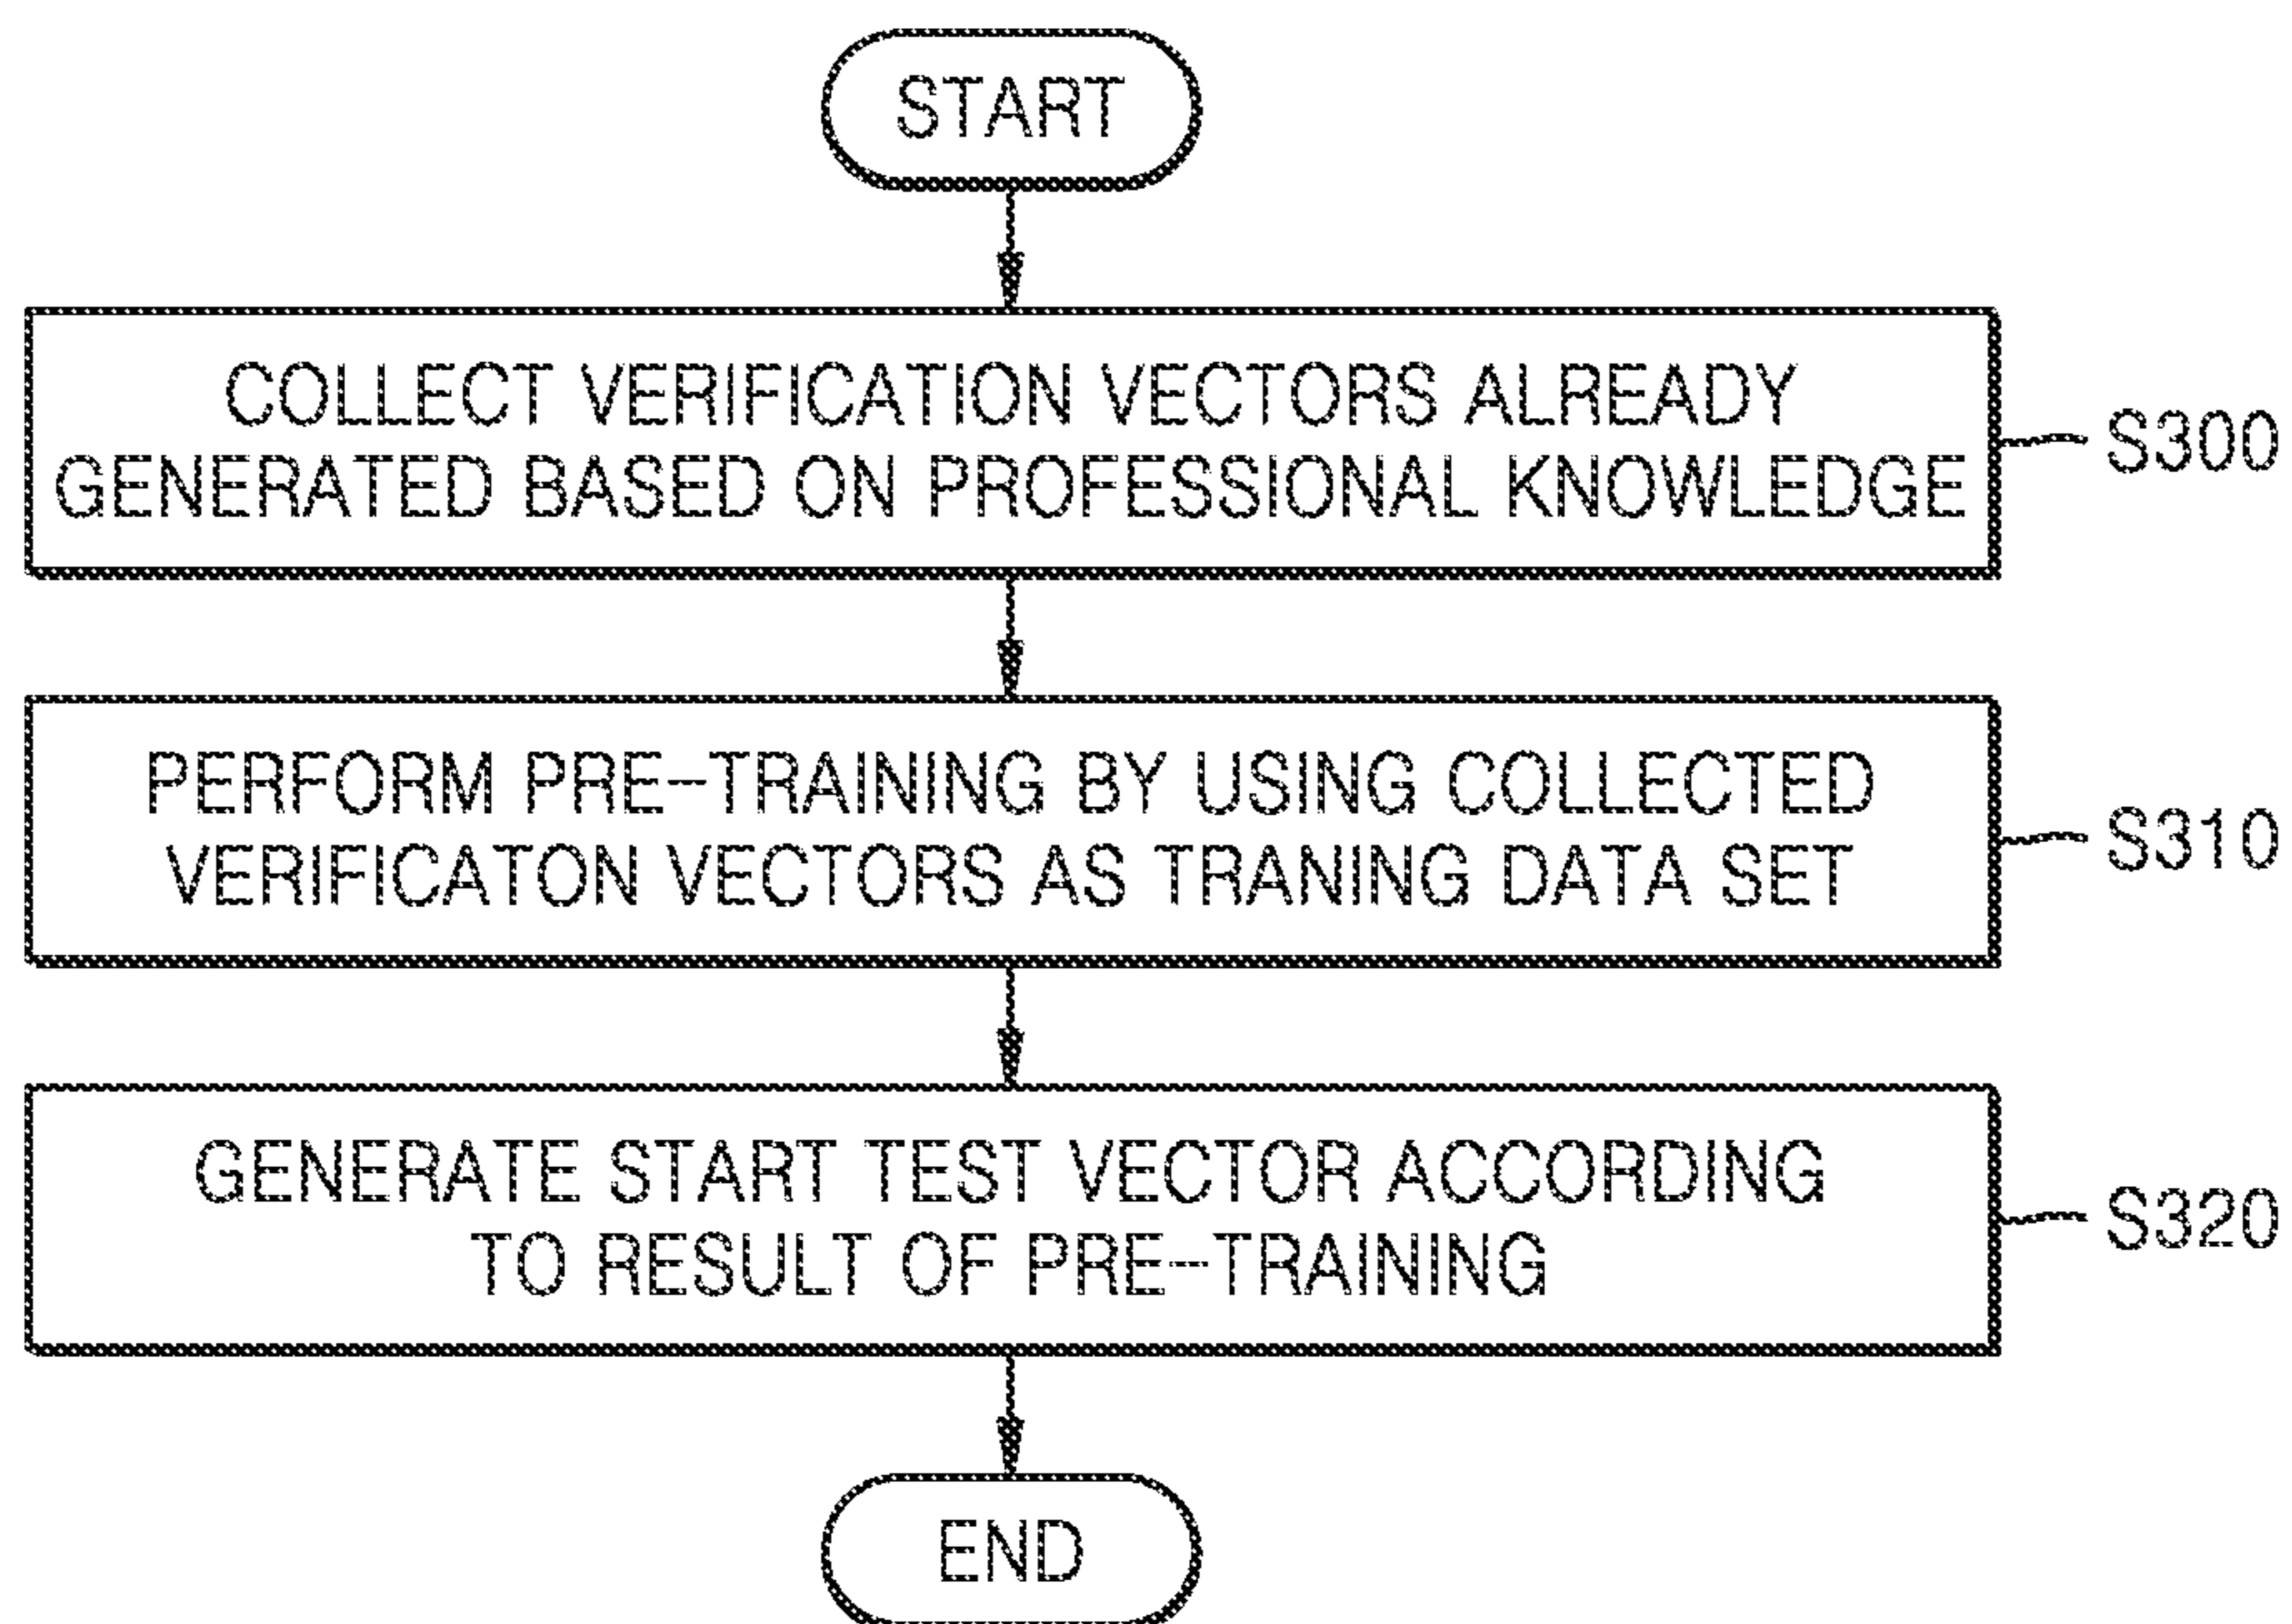 START
COLLECT VERIFICATION VECTORS ALREADY
GENERATED BASED ON PROFESSIONAL KNOWLEDGE
S300
PERFORM PRE-TRAINING BY USING COLLECTED
VERIFICATON VECTORS AS TRANING DATA SET
S310
GENERATE START TEST VECTOR ACCORDING
TO RESULT OF PRE-TRAINING
S320
END